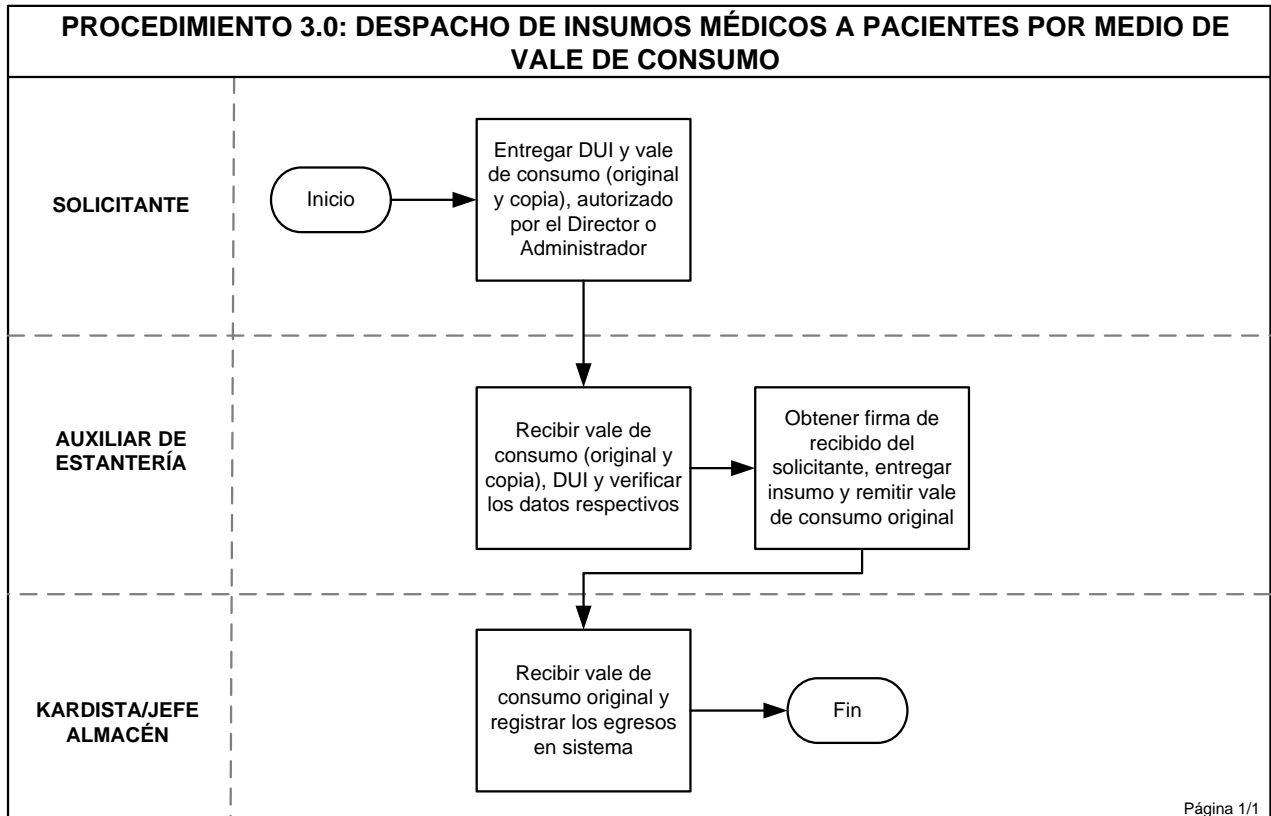 PROCEDIMIENTO 3.0: DESPACHO DE INSUMOS MÉDICOS A PACIENTES POR MEDIO DE
VALE DE CONSUMO
SOLICITANTE
Inicio
Entregar DUI y vale
de consumo (original
y copia), autorizado
por el Director o
Administrador
AUXILIAR DE
ESTANTERÍA
Recibir vale de
consumo (original y
copia), DUI y verificar
los datos respectivos
Obtener firma de
recibido del
solicitante, entregar
insumo y remitir vale
de consumo original
KARDISTA/JEFE
ALMACÉN
Recibir vale de
consumo original y
registrar los egresos
en sistema
Fin
Página 1/1